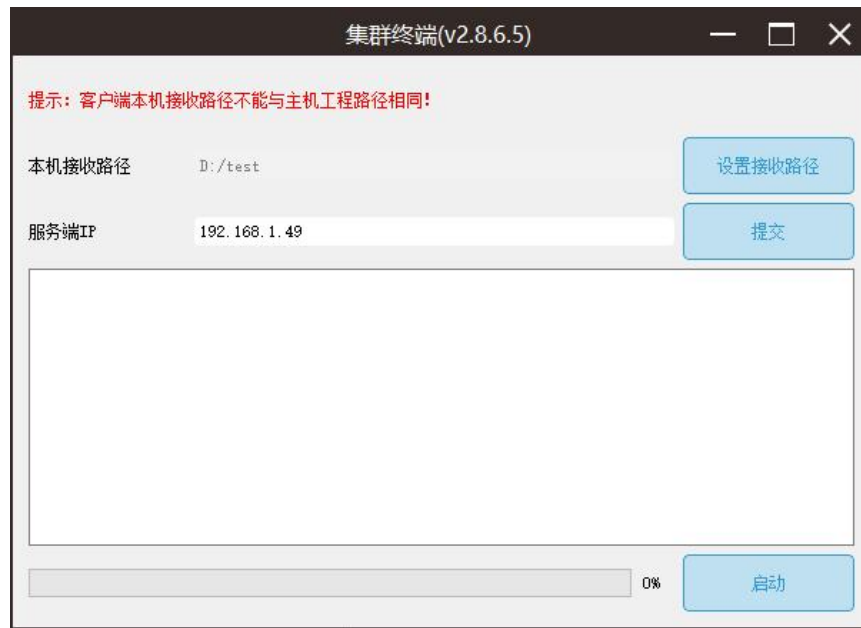 集群终端(v2.8.6.5)
提示：客户端本机接收路径不能与主机工程路径相同！
本机接收路径 D:/test 设置接收路径
服务端IP 192.168.1.49 提交
0% 启动